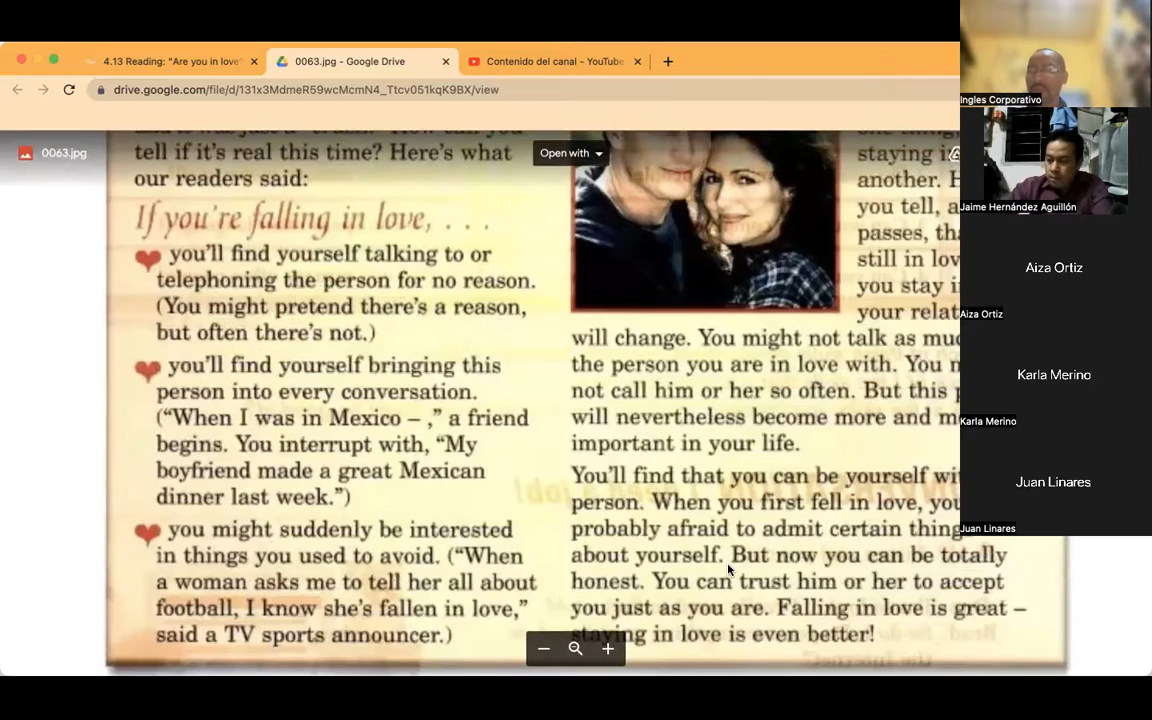 4.13 Reading: "Are you in love"
0063.jpg - Google Drive
Contenido del canal - YouTube
drive.google.com/file/d/131x3MdmeR59wcMcmN4_Ttcv051kqK9BX/view
0063.jpg
Open with
tell if it's real this time? Here's what
our readers said:
If you're falling in love, . . .
you'll find yourself talking to or
telephoning the person for no reason.
(You might pretend there's a reason,
but often there's not.)
you'll find yourself bringing this
person into every conversation.
("When I was in Mexico – ," a friend
begins. You interrupt with, "My
boyfriend made a great Mexican
dinner last week.")
you might suddenly be interested
in things you used to avoid. ("When
a woman asks me to tell her all about
football, I know she's fallen in love,"
said a TV sports announcer.)
staying i
another. H
you tell, a
passes, tha
still in lov
you stay i
your relat
will change. You might not talk as muc
the person you are in love with. You m
not call him or her so often. But this p
will nevertheless become more and m
important in your life.
You'll find that you can be yourself wi
person. When you first fell in love, you
probably afraid to admit certain thing
about yourself. But now you can be totally
honest. You can trust him or her to accept
you just as you are. Falling in love is great –
staying in love is even better!
Ingles Corporativo
Jaime Hernández Aguillón
Aiza Ortiz
Aiza Ortiz
Karla Merino
Karla Merino
Juan Linares
Juan Linares